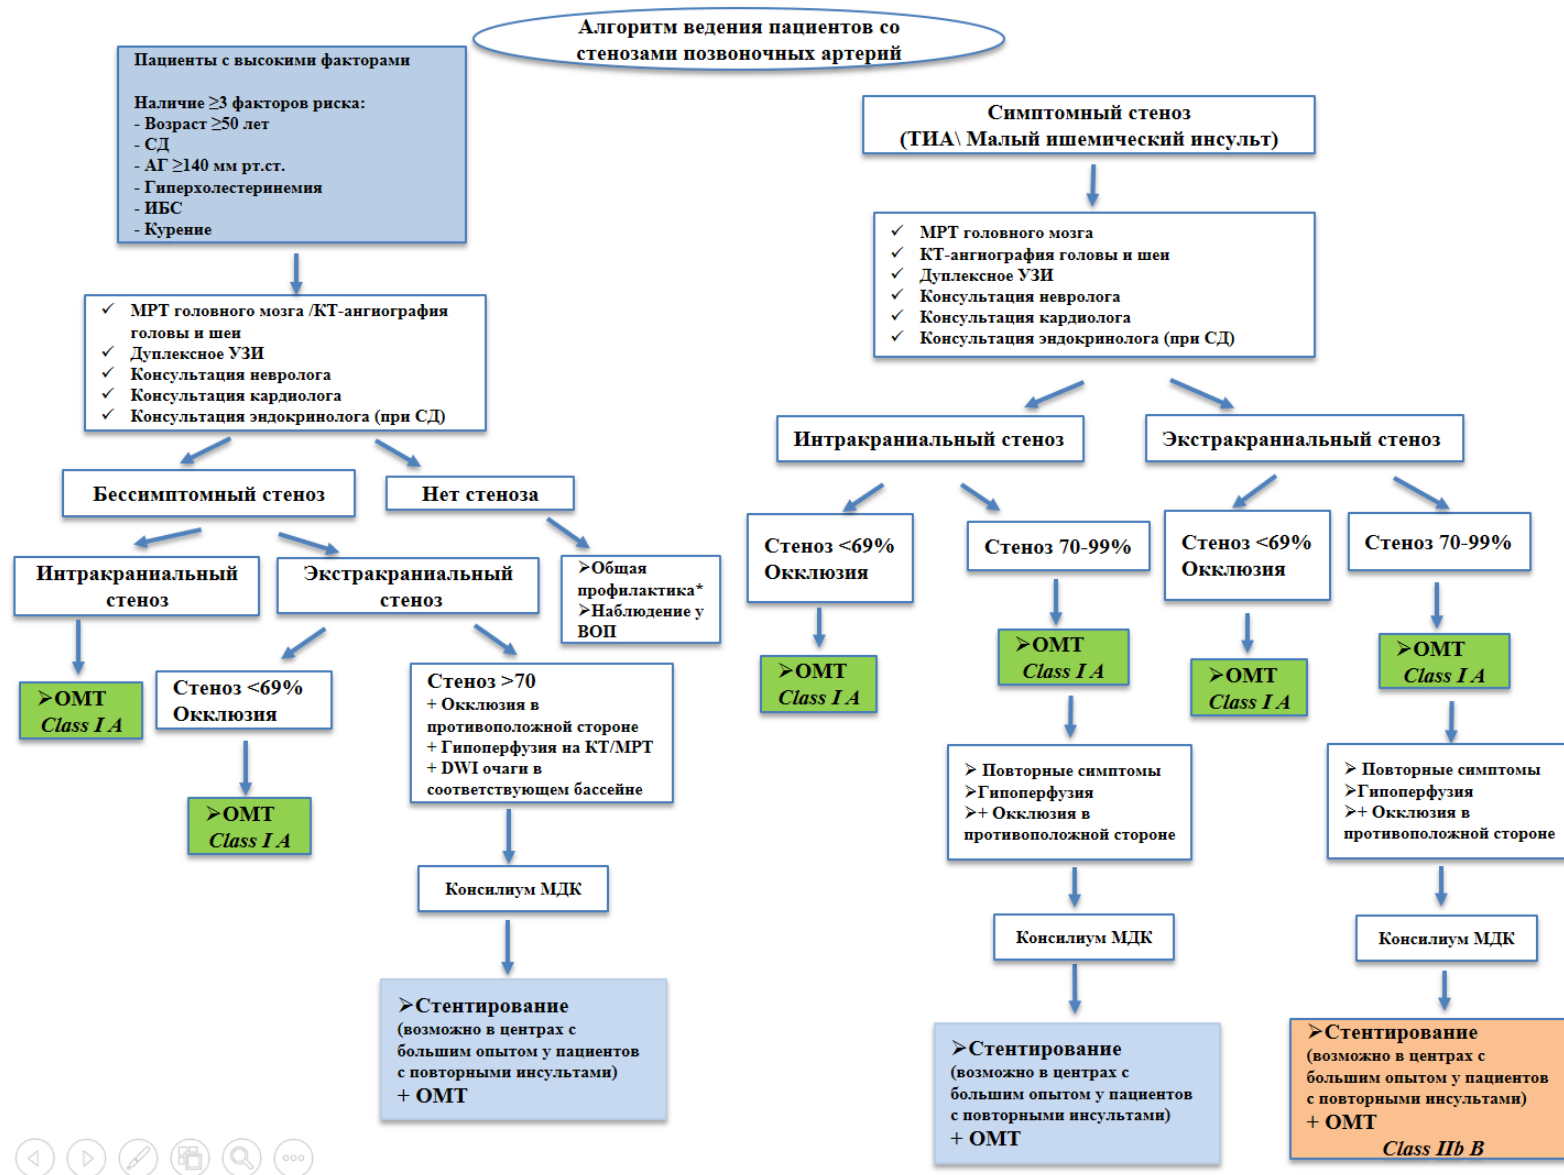 Алгоритм ведения пациентов со
стенозами позвоночных артерий
Пациенты с высокими факторами
Наличие ≥3 факторов риска:
- Возраст ≥50 лет
- СД
- АГ ≥140 мм рт.ст.
- Гиперхолестеринемия
- ИБС
- Курение
✓ МРТ головного мозга /КТ-ангиография
головы и шеи
✓ Дуплексное УЗИ
✓ Консультация невролога
✓ Консультация кардиолога
✓ Консультация эндокринолога (при СД)
Бессимптомный стеноз
Нет стеноза
Интракраниальный
стеноз
Экстракраниальный
стеноз
➢Общая
профилактика*
➢Наблюдение у
ВОП
➢ОМТ
Class I A
Стеноз <69%
Окклюзия
➢ОМТ
Class I A
Стеноз >70
+ Окклюзия в
противоположной стороне
+ Гипоперфузия на КТ/МРТ
+ DWI очаги в
соответствующем бассейне
Консилиум МДК
➢Стентирование
(возможно в центрах с
большим опытом у пациентов
с повторными инсультами)
+ ОМТ
Симптомный стеноз
(ТИА\ Малый ишемический инсульт)
✓ МРТ головного мозга
✓ КТ-ангиография головы и шеи
✓ Дуплексное УЗИ
✓ Консультация невролога
✓ Консультация кардиолога
✓ Консультация эндокринолога (при СД)
Интракраниальный стеноз
Экстракраниальный стеноз
Стеноз <69%
Окклюзия
➢ОМТ
Class I A
Стеноз 70-99%
➢ОМТ
Class I A
➢ Повторные симптомы
➢Гипоперфузия
➢+ Окклюзия в
противоположной стороне
Консилиум МДК
➢Стентирование
(возможно в центрах с
большим опытом у пациентов
с повторными инсультами)
+ ОМТ
Стеноз <69%
Окклюзия
➢ОМТ
Class I A
Стеноз 70-99%
➢ОМТ
Class I A
➢ Повторные симптомы
➢Гипоперфузия
➢+ Окклюзия в
противоположной стороне
Консилиум МДК
➢Стентирование
(возможно в центрах с
большим опытом у пациентов
с повторными инсультами)
+ ОМТ
Class IIb B